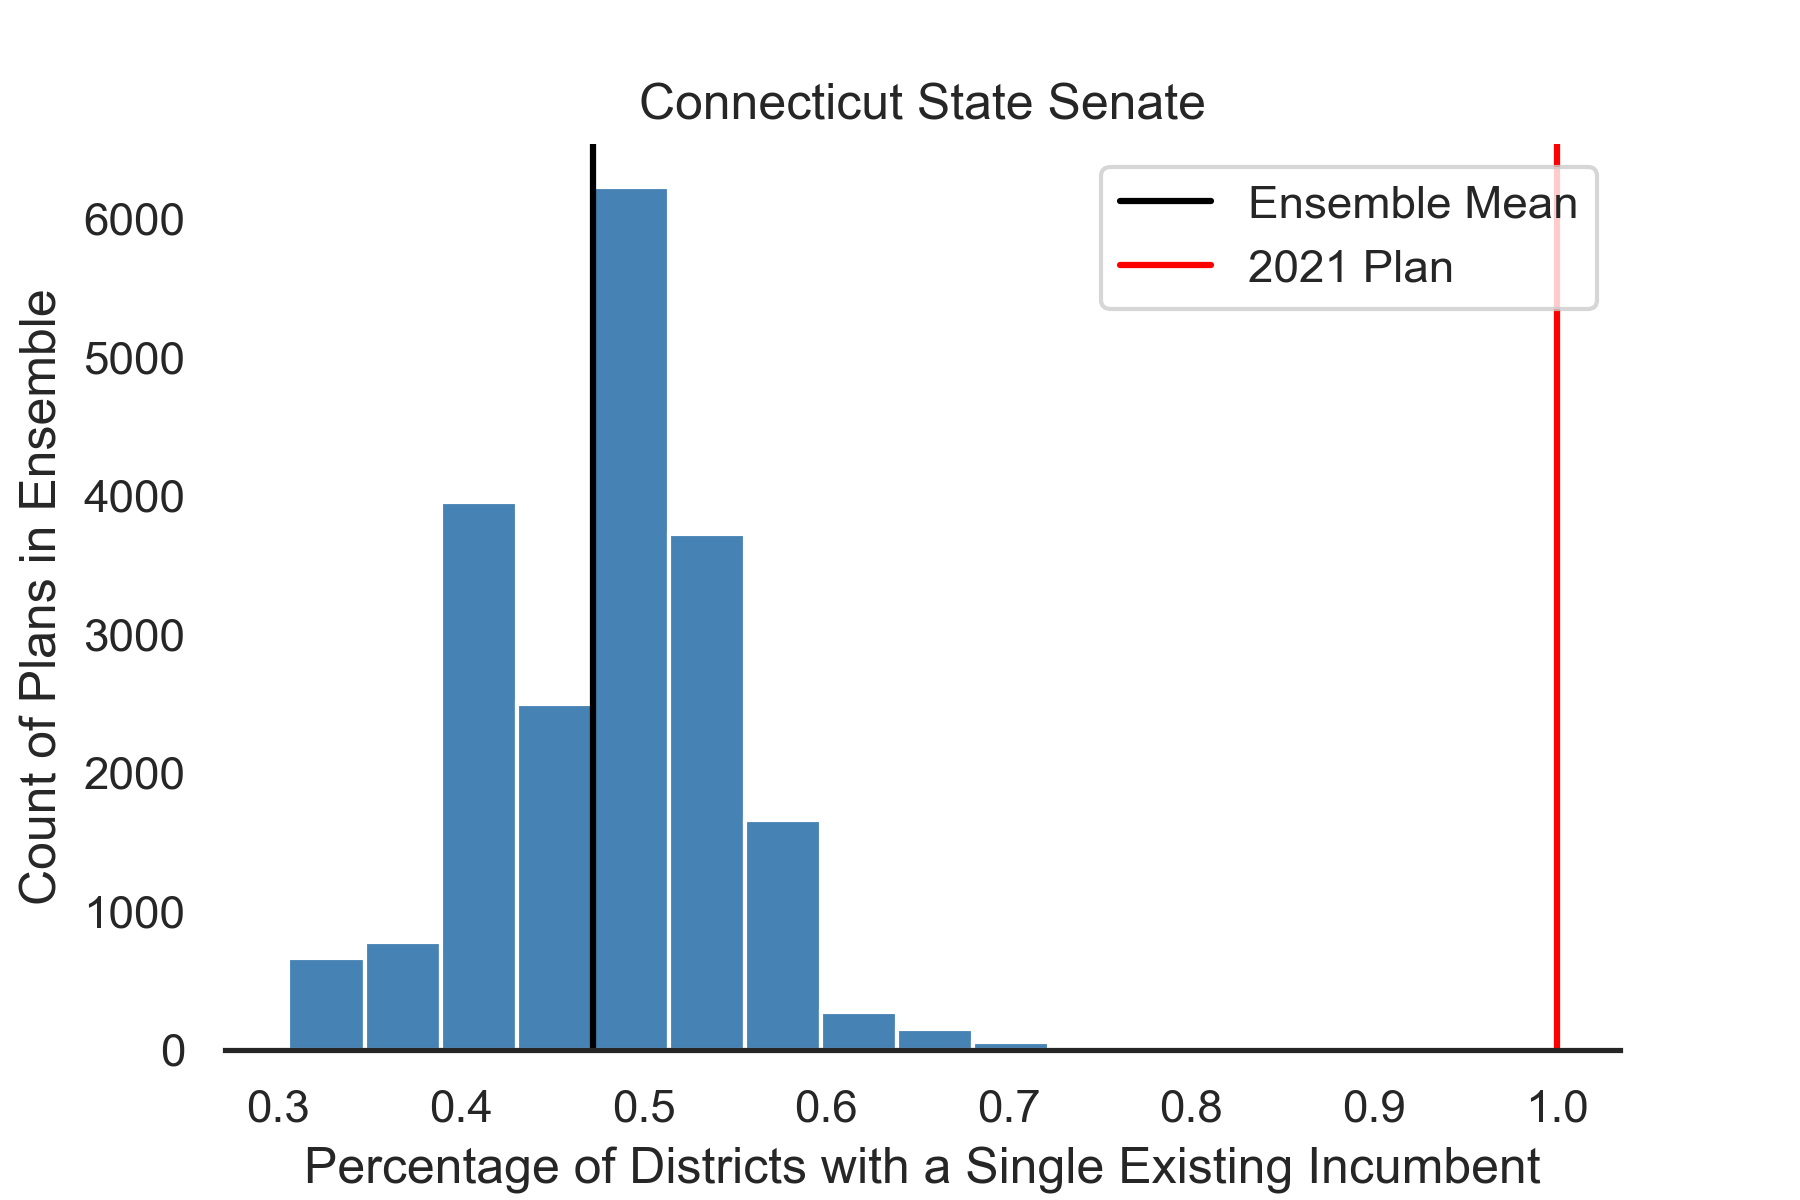 Connecticut State Senate
Ensemble Mean
2021 Plan
Count of Plans in Ensemble
6000
5000
4000
3000
2000
1000
0
0.3 0.4 0.5 0.6 0.7 0.8 0.9 1.0
Percentage of Districts with a Single Existing Incumbent